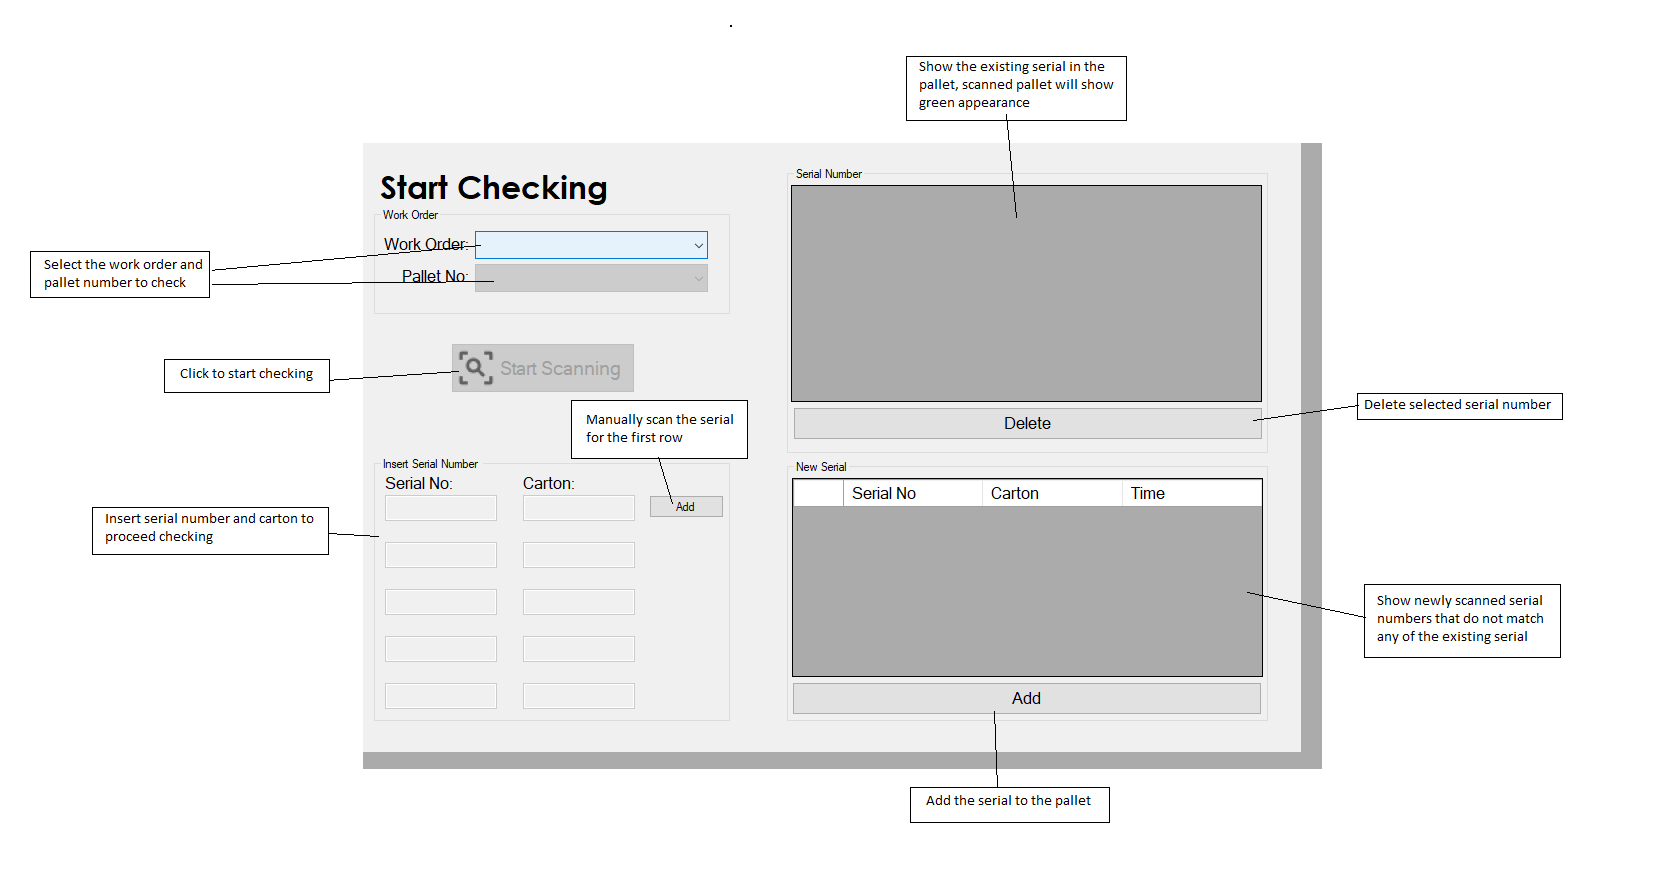 Show the existing serial in the
pallet, scanned pallet will show
green appearance
Start Checking
Work Order
Work Order:
Pallet No:
Select the work order and
pallet number to check
Click to start checking
Start Scanning
Manually scan the serial
for the first row
Insert Serial Number
Serial No:
Carton:
Add
Insert serial number and carton to
proceed checking
Serial Number
Delete
Delete selected serial number
New Serial
Serial No
Carton
Time
Show newly scanned serial
numbers that do not match
any of the existing serial
Add
Add the serial to the pallet